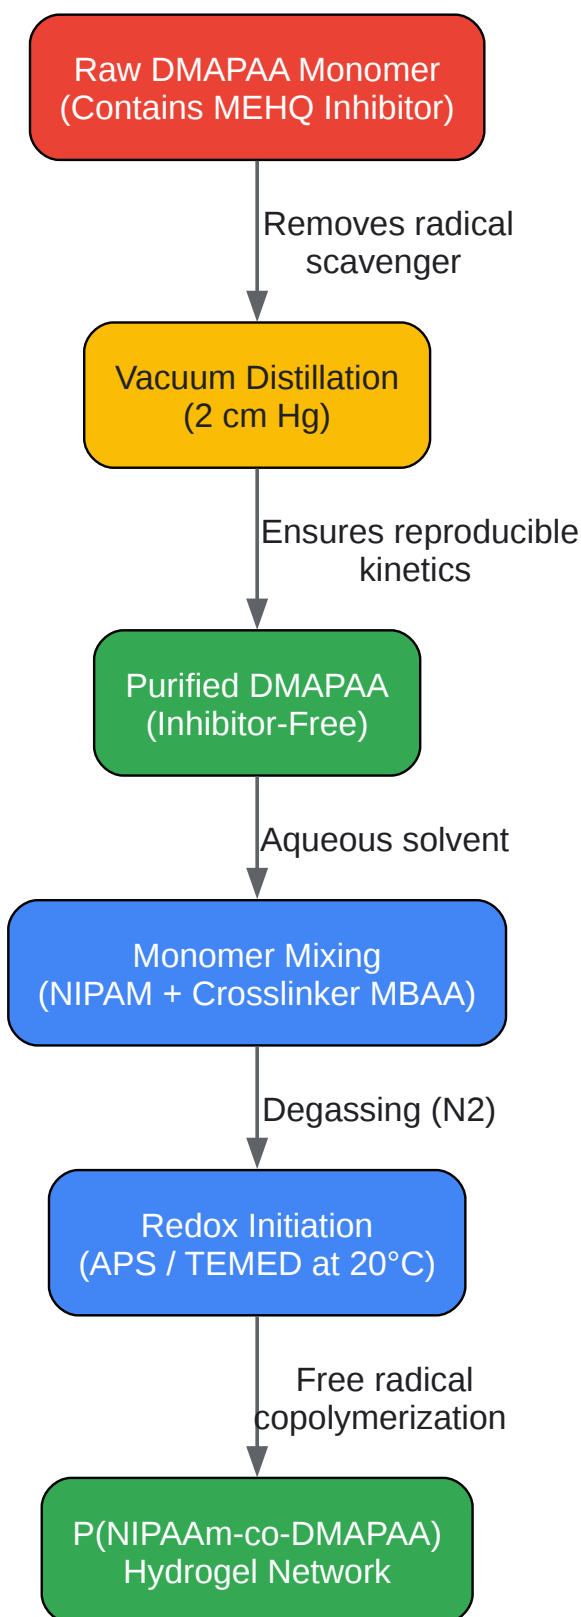 Raw DMAPAA Monomer
(Contains MEHQ Inhibitor)
Removes radical
scavenger
Vacuum Distillation
(2 cm Hg)
Ensures reproducible
kinetics
Purified DMAPAA
(Inhibitor-Free)
Aqueous solvent
Monomer Mixing
(NIPAM + Crosslinker MBAA)
Degassing (N2)
Redox Initiation
(APS / TEMED at 20°C)
Free radical
copolymerization
P(NIPAAm-co-DMAPAA)
Hydrogel Network